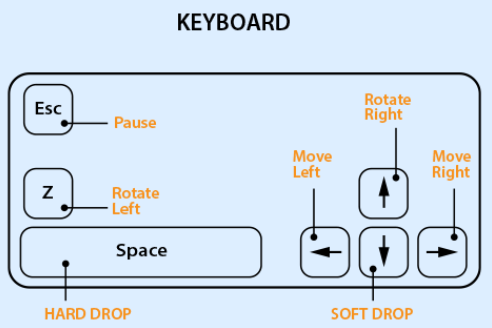 KEYBOARD
Esc
Pause
Rotate
Right
Move
Left
Move
Right
Z
Rotate
Left
Space
HARD DROP
SOFT DROP